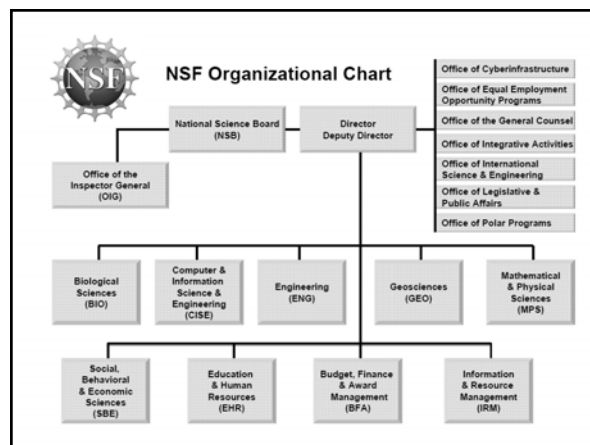 NSF
NSF Organizational Chart
Office of Cyberinfrastructure
Office of Equal Employment
Opportunity Programs
Office of the General Counsel
Office of Integrative Activities
Office of International
Science & Engineering
Office of Legislative &
Public Affairs
Office of Polar Programs
National Science Board
(NSB)
Director
Deputy Director
Office of the
Inspector General
(OIG)
Biological
Sciences
(BIO)
Computer &
Information
Science &
Engineering
(CISE)
Engineering
(ENG)
Geosciences
(GEO)
Mathematical
& Physical
Sciences
(MPS)
Social,
Behavioral
& Economic
Sciences
(SBE)
Education
& Human
Resources
(EHR)
Budget, Finance
& Award
Management
(BFA)
Information
& Resource
Management
(IRM)